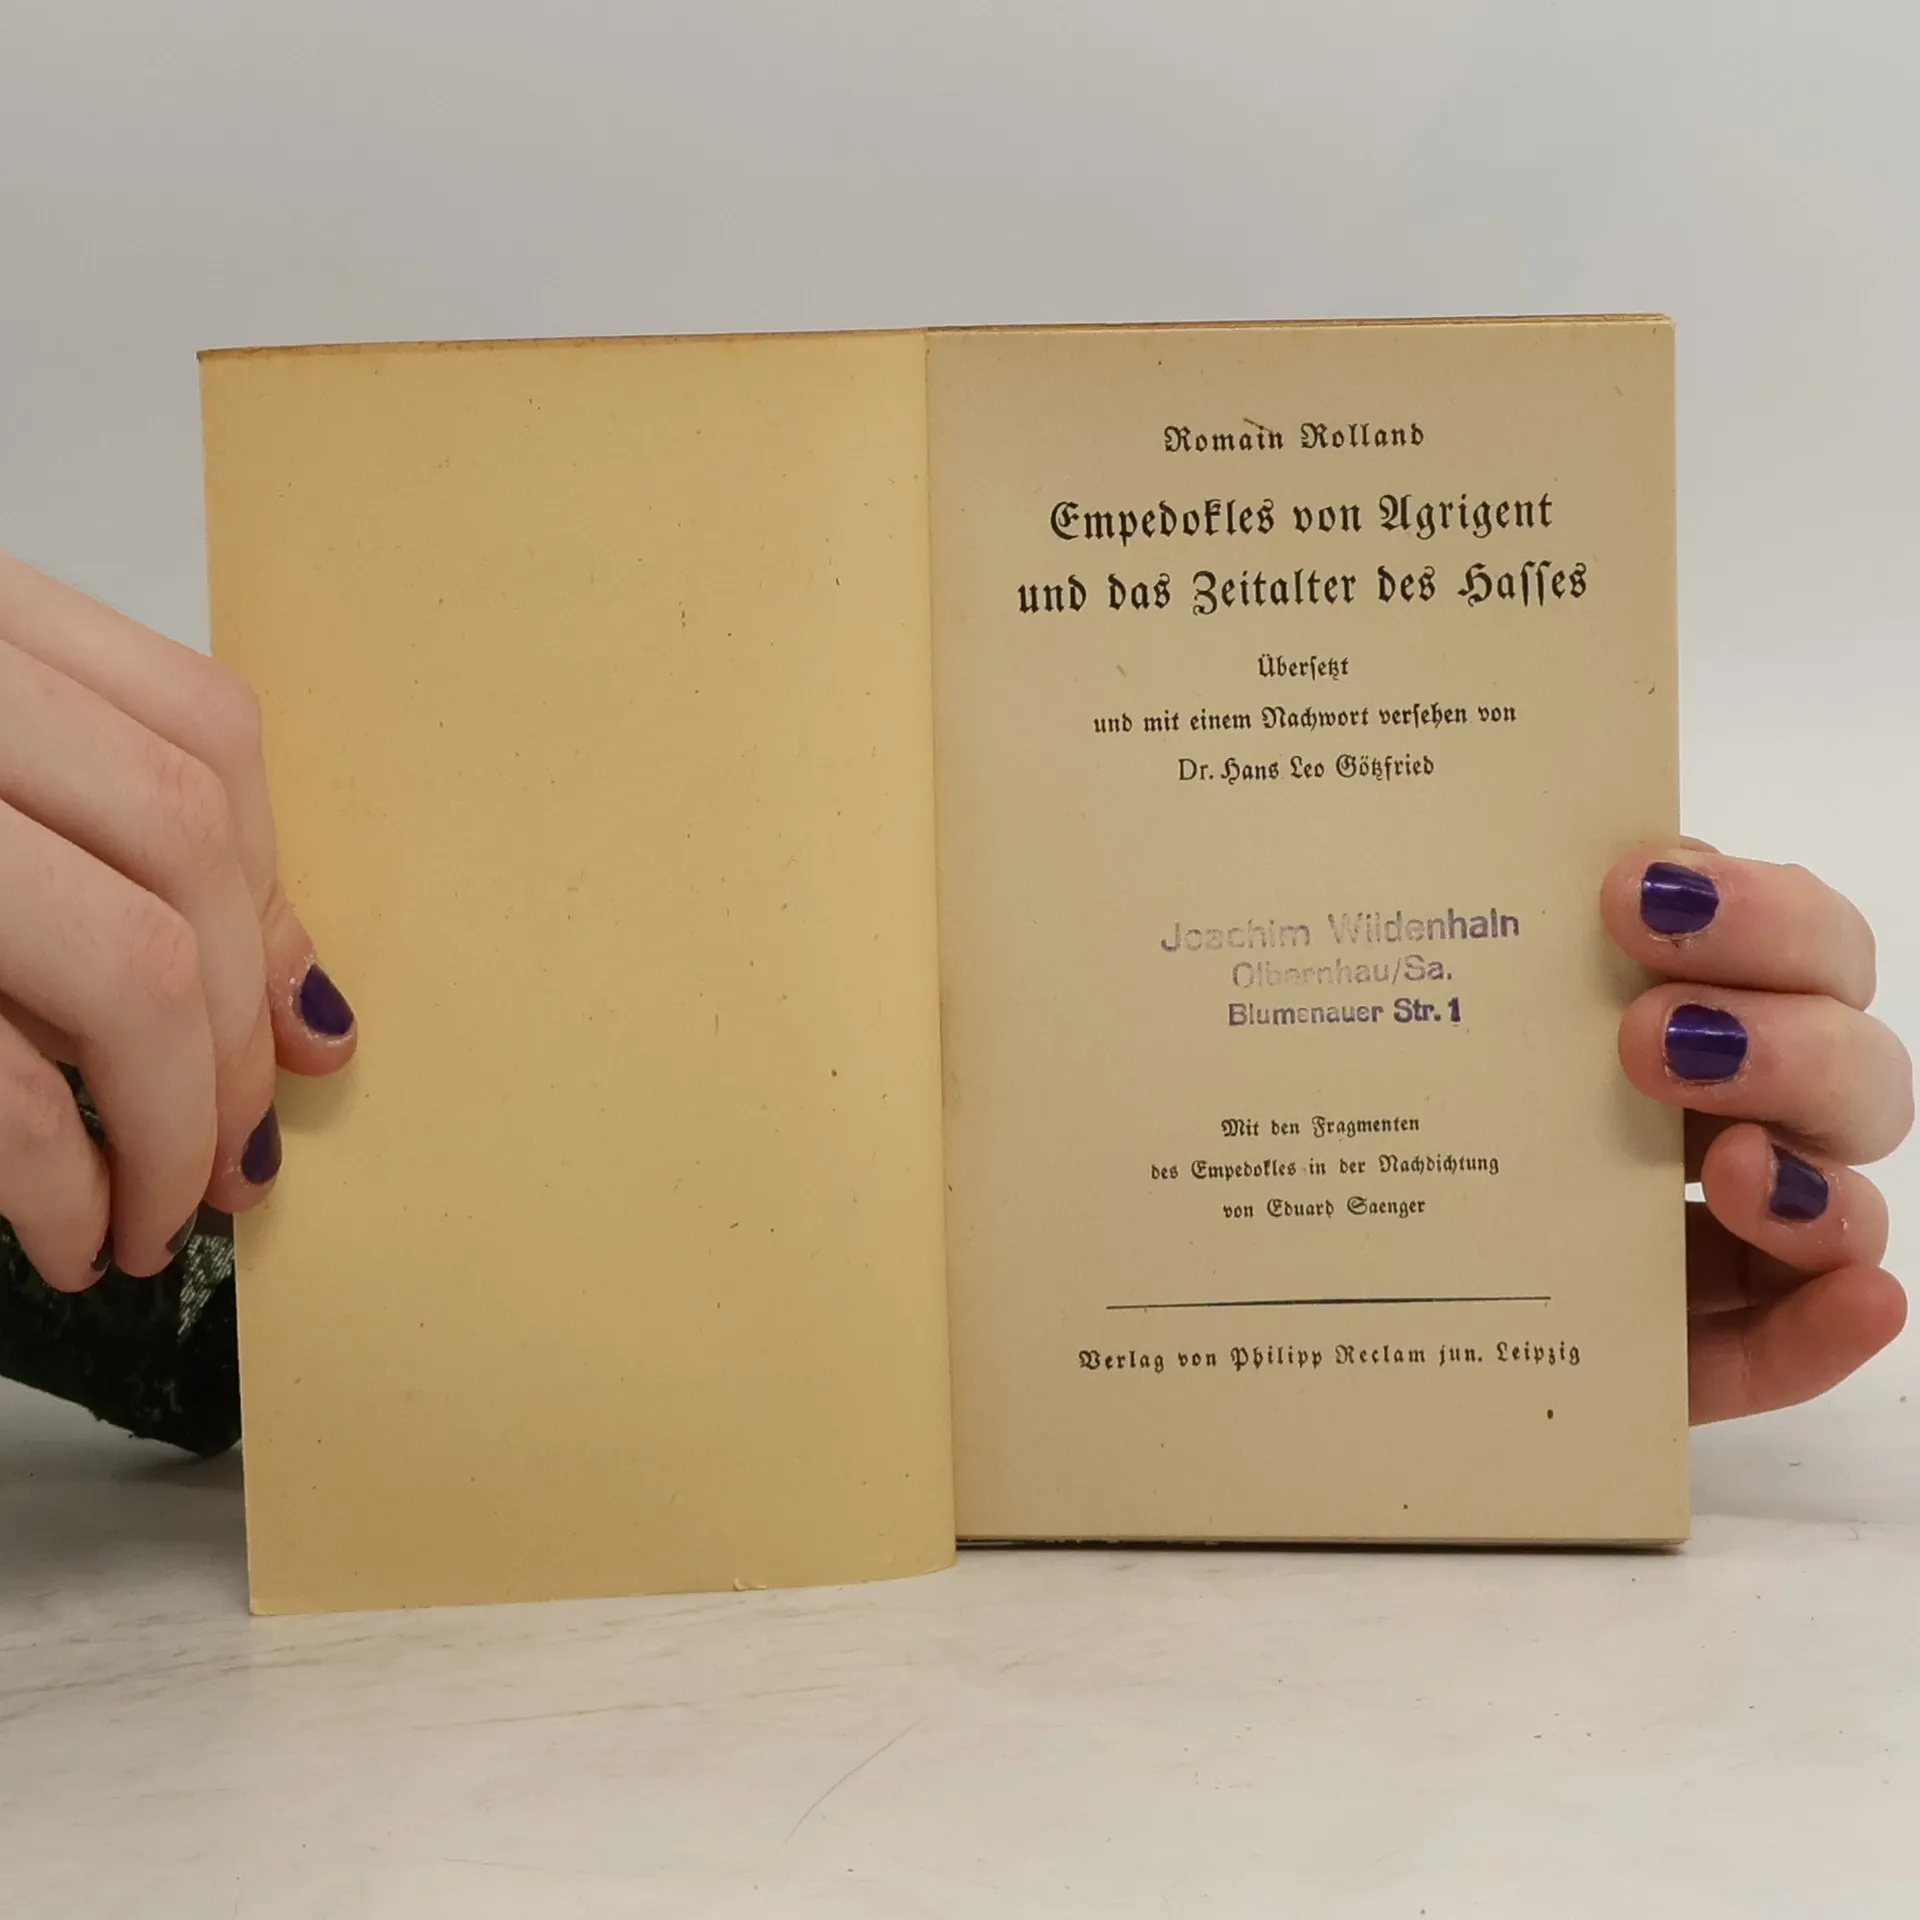 Romain Rolland
Empedokles von Agrigent
und das Zeitalter des Haſſes
Überſetzt
und mit einem Nachwort verſehen von
Dr. Hans Leo Götzfried
Joachim Wildenhain
Olbernhau/Sa.
Blumenauer Str. 1
Mit den Fragmenten
des Empedokles in der Nachdichtung
von Eduard Saenger
Verlag von Philipp Reclam jun. Leipzig